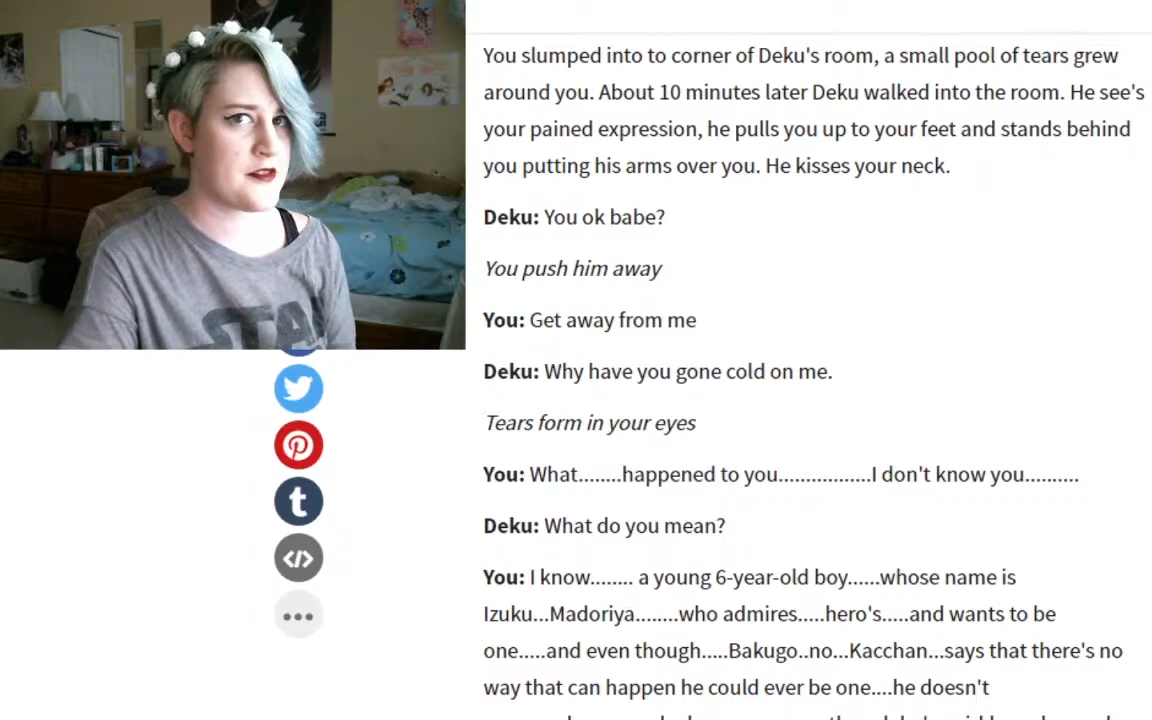 You slumped into to corner of Deku's room, a small pool of tears grew
around you. About 10 minutes later Deku walked into the room. He see's
your pained expression, he pulls you up to your feet and stands behind
you putting his arms over you. He kisses your neck.
Deku: You ok babe?
You push him away
You: Get away from me
Deku: Why have you gone cold on me.
Tears form in your eyes
You: What........happened to you.................I don't know you..........
Deku: What do you mean?
You: I know........ a young 6-year-old boy......whose name is
Izuku...Madoriya........who admires.....hero's.....and wants to be
one.....and even though.....Bakugo..no...Kacchan...says that there's no
way that can happen he could ever be one....he doesn't